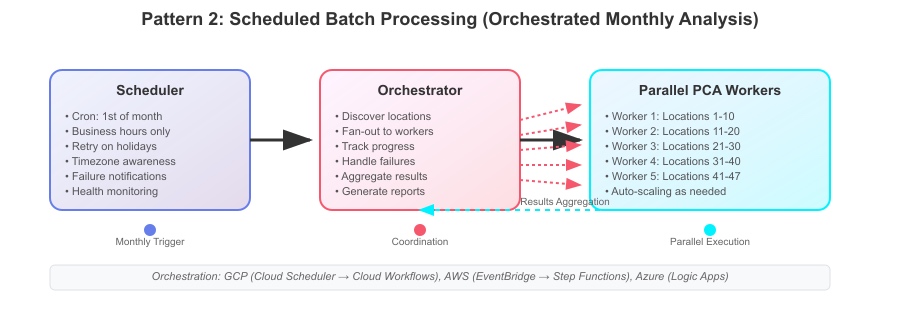 Pattern 2: Scheduled Batch Processing (Orchestrated Monthly Analysis)
Scheduler
• Cron: 1st of month
• Business hours only
• Retry on holidays
• Timezone awareness
• Failure notifications
• Health monitoring
Orchestrator
• Discover locations
• Fan-out to workers
• Track progress
• Handle failures
• Aggregate results
• Generate reports
Parallel PCA Workers
• Worker 1: Locations 1-10
• Worker 2: Locations 11-20
• Worker 3: Locations 21-30
• Worker 4: Locations 31-40
• Worker 5: Locations 41-47
• Auto-scaling as needed
Results Aggregation
Monthly Trigger
Coordination
Parallel Execution
Orchestration: GCP (Cloud Scheduler → Cloud Workflows), AWS (EventBridge → Step Functions), Azure (Logic Apps)